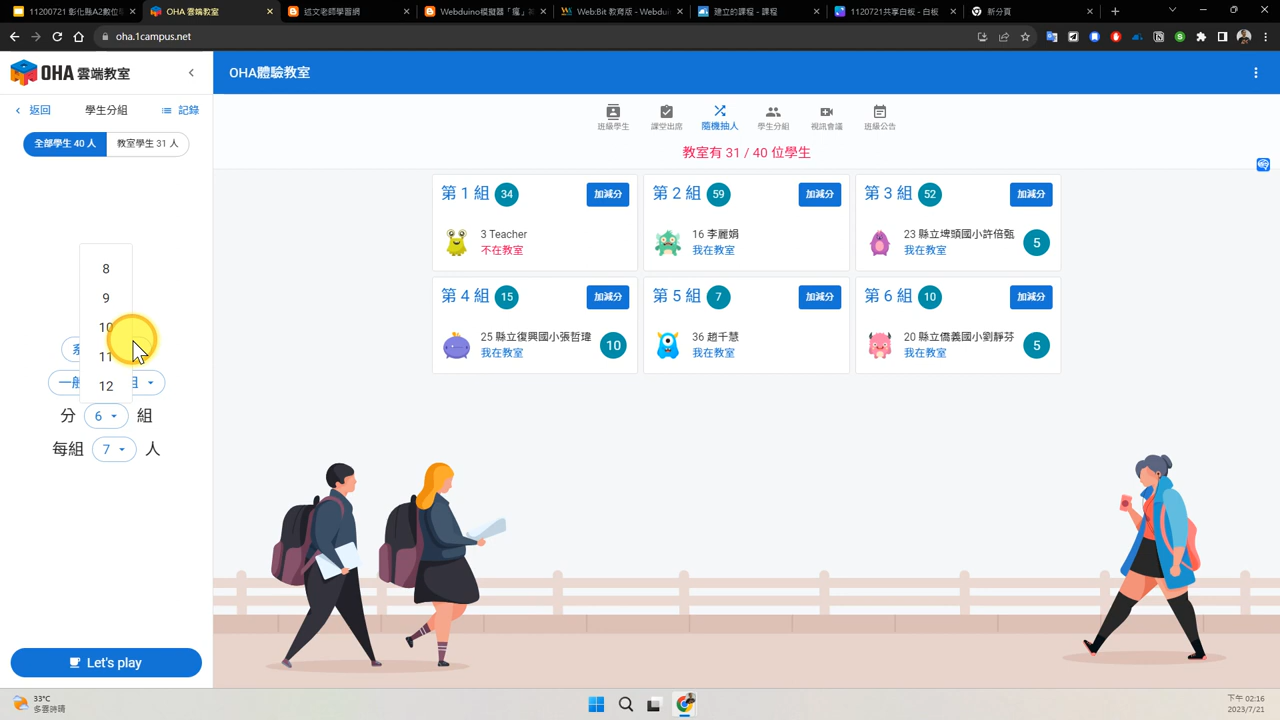 11200721 彰化縣A2數位
OHA 雲端教室
述文老師學習網
Webduino模擬器「瘋」
Web:Bit 教育版 - Webdui
建立的課程 - 課程
1120721共享白板 - 白板
新分頁
oha.1campus.net
OHA 雲端教室
返回 學生分組 記錄
全部學生 40 人 教室學生 31 人
8
9
10
11
12
一般
組
分 6 組
每組 7 人
Let's play
OHA體驗教室
班級學生 課堂出席 隨機抽人 學生分組 視訊會議 班級公告
教室有 31 / 40 位學生
第 1 組 34 加減分
3 Teacher
不在教室
第 2 組 59 加減分
16 李麗娟
我在教室
第 3 組 52 加減分
23 縣立埤頭國小許倍甄
我在教室
5
第 4 組 15 加減分
25 縣立復興國小張哲瑋
我在教室
10
第 5 組 7 加減分
36 趙千慧
我在教室
第 6 組 10 加減分
20 縣立僑義國小劉靜芬
我在教室
5
33°C
多雲時晴
下午 02:16
2023/7/21